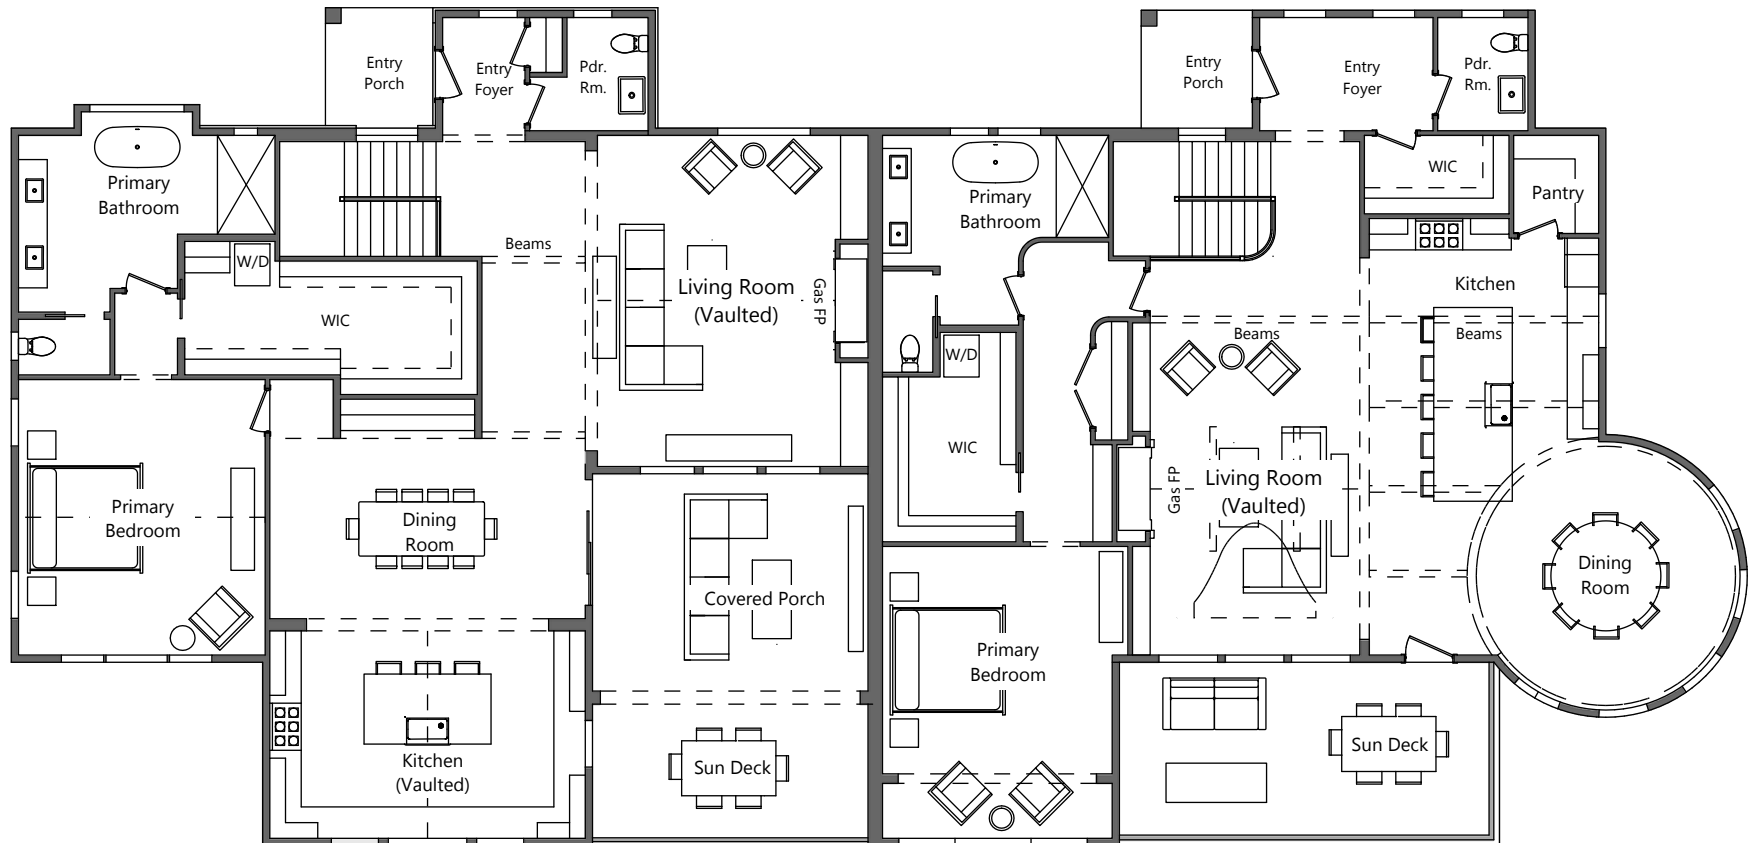 Entry
Porch
Entry
Foyer
Pdr.
Rm.
Primary
Bathroom
W/D
WIC
Beams
Living Room
(Vaulted)
Gas FP
Primary
Bedroom
Dining
Room
Covered Porch
Kitchen
(Vaulted)
Sun Deck
Entry
Porch
Entry
Foyer
Pdr.
Rm.
Primary
Bathroom
WIC
Pantry
Kitchen
Beams
Beams
W/D
WIC
Gas FP
Living Room
(Vaulted)
Dining
Room
Primary
Bedroom
Sun Deck